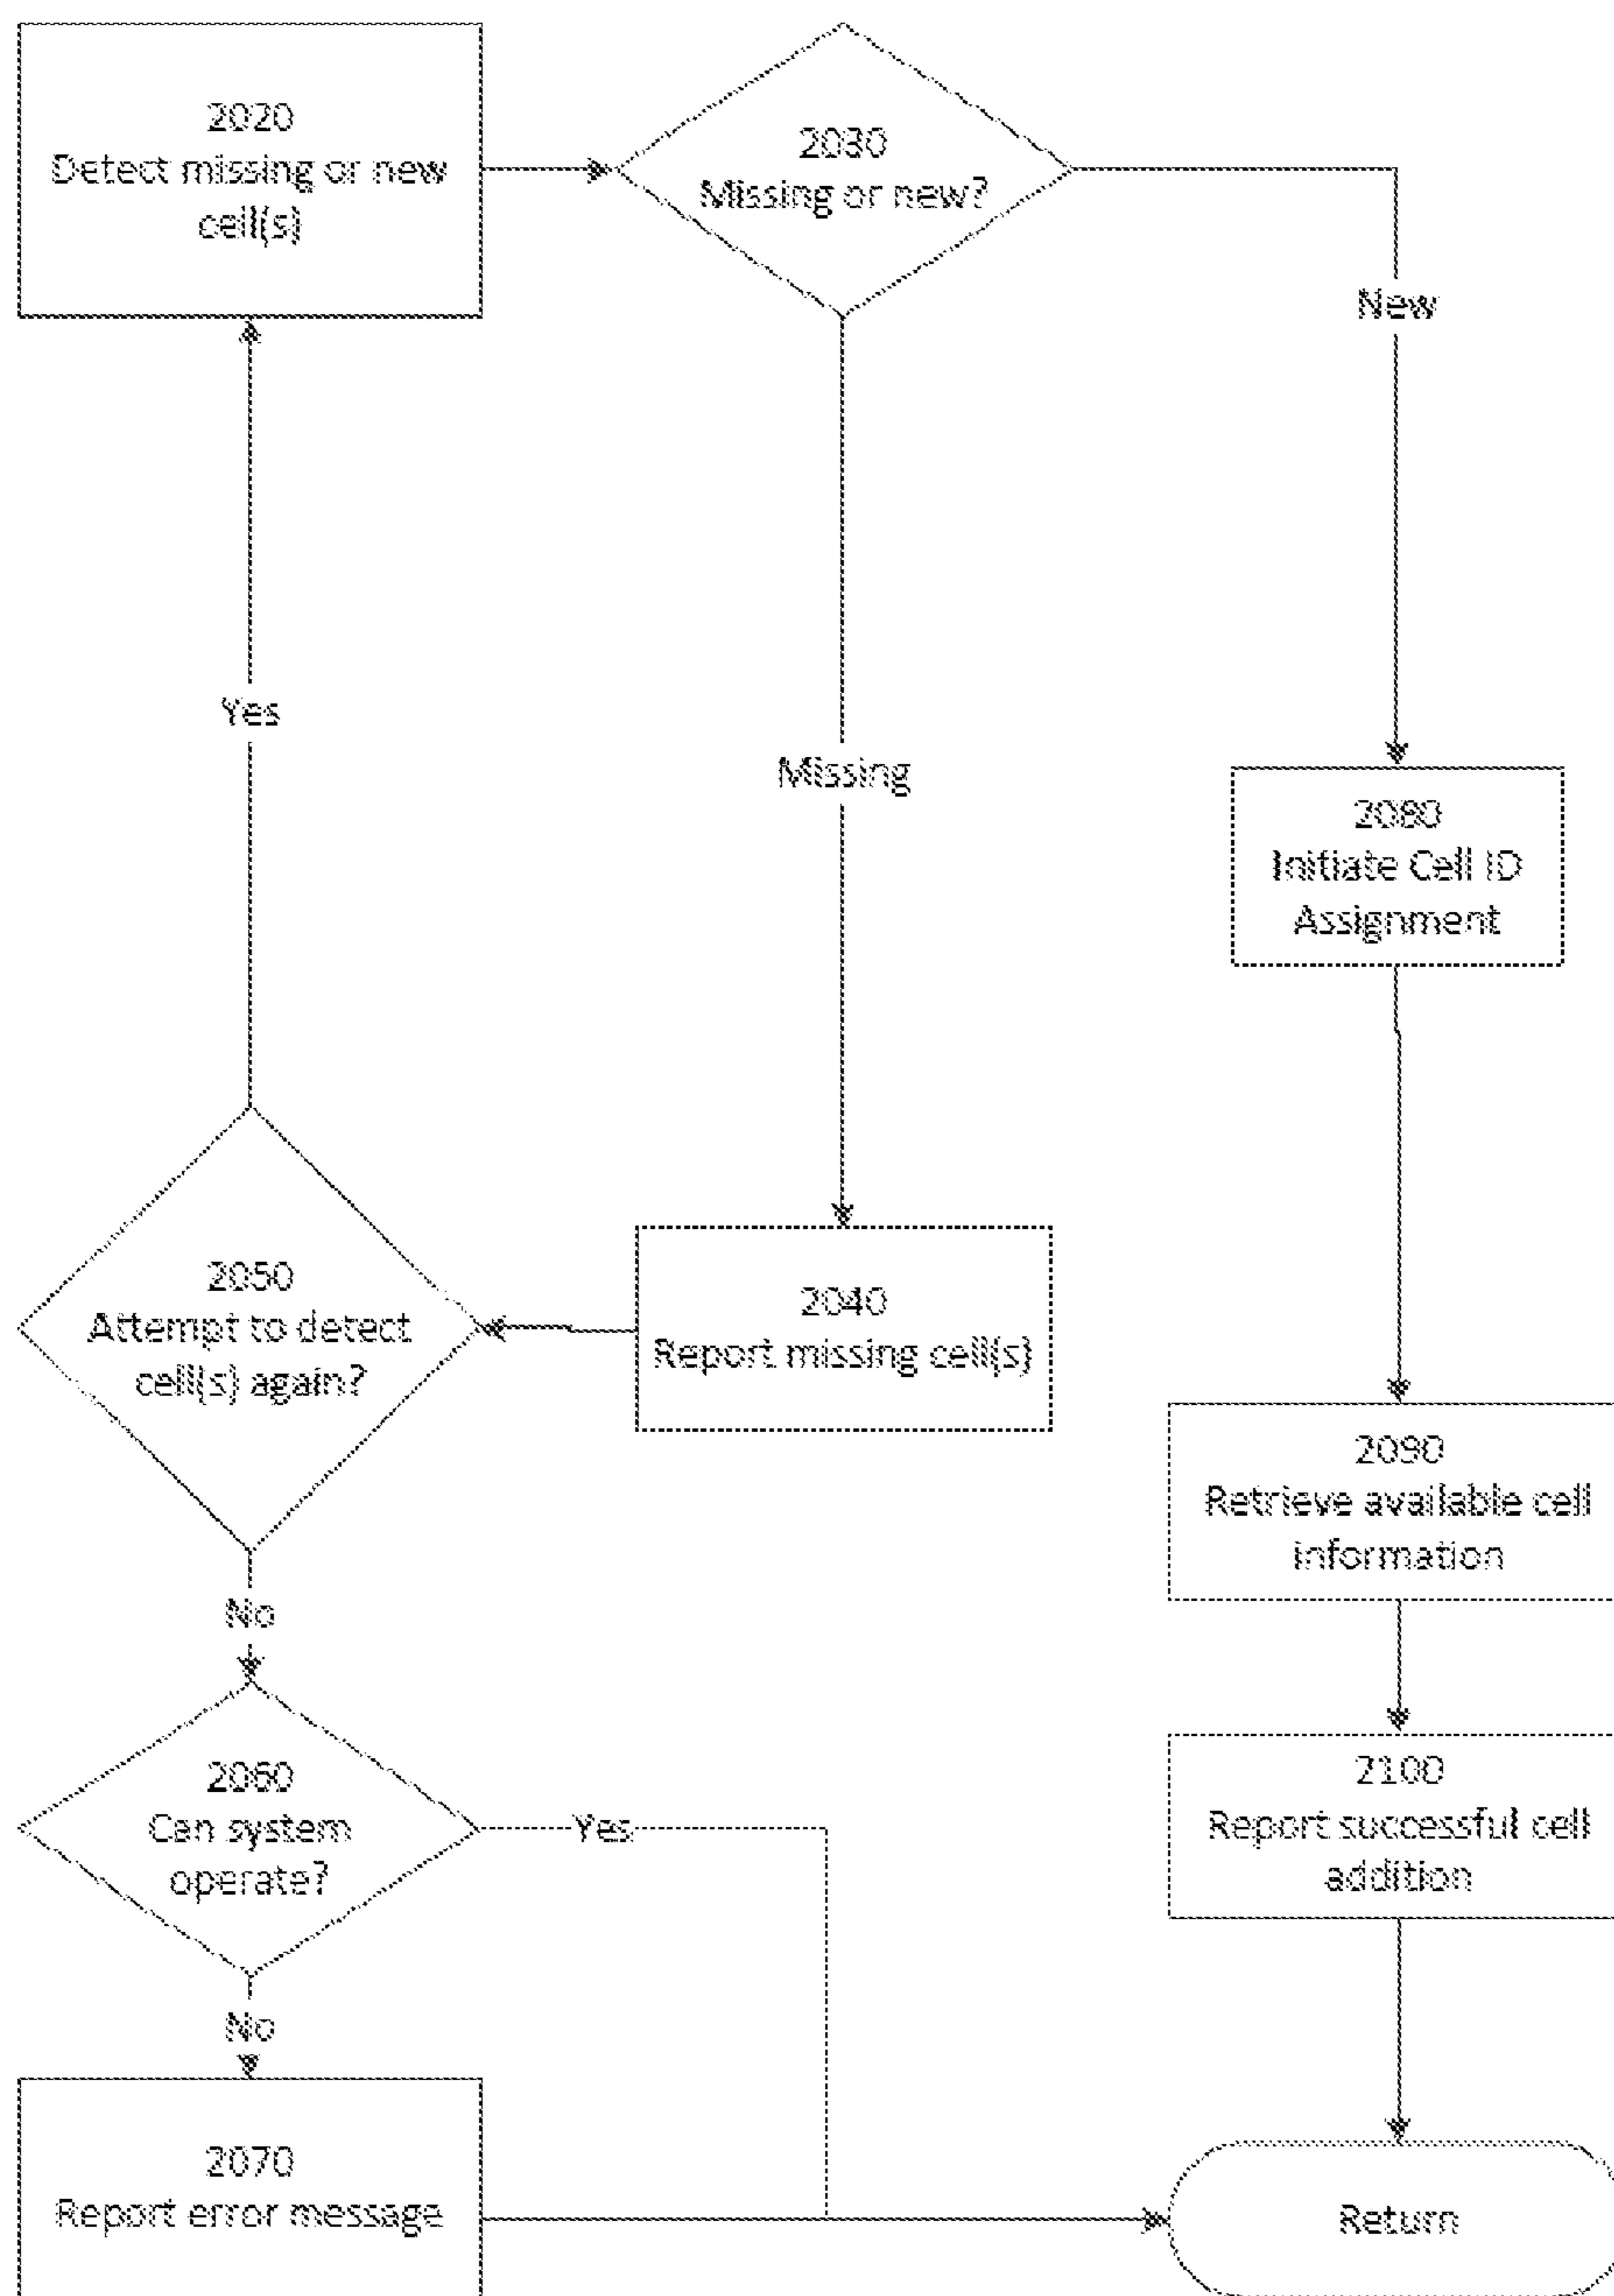 2020
Detect missing or new
cell(s)
2030
Missing or new?
New
Yes
Missing
2080
Initiate Cell ID
Assignment
2050
Attempt to detect
cell(s) again?
2040
Report missing cell(s)
2090
Retrieve available cell
information
No
2060
Can system
operate?
Yes
2100
Report successful cell
addition
No
2070
Report error message
Return